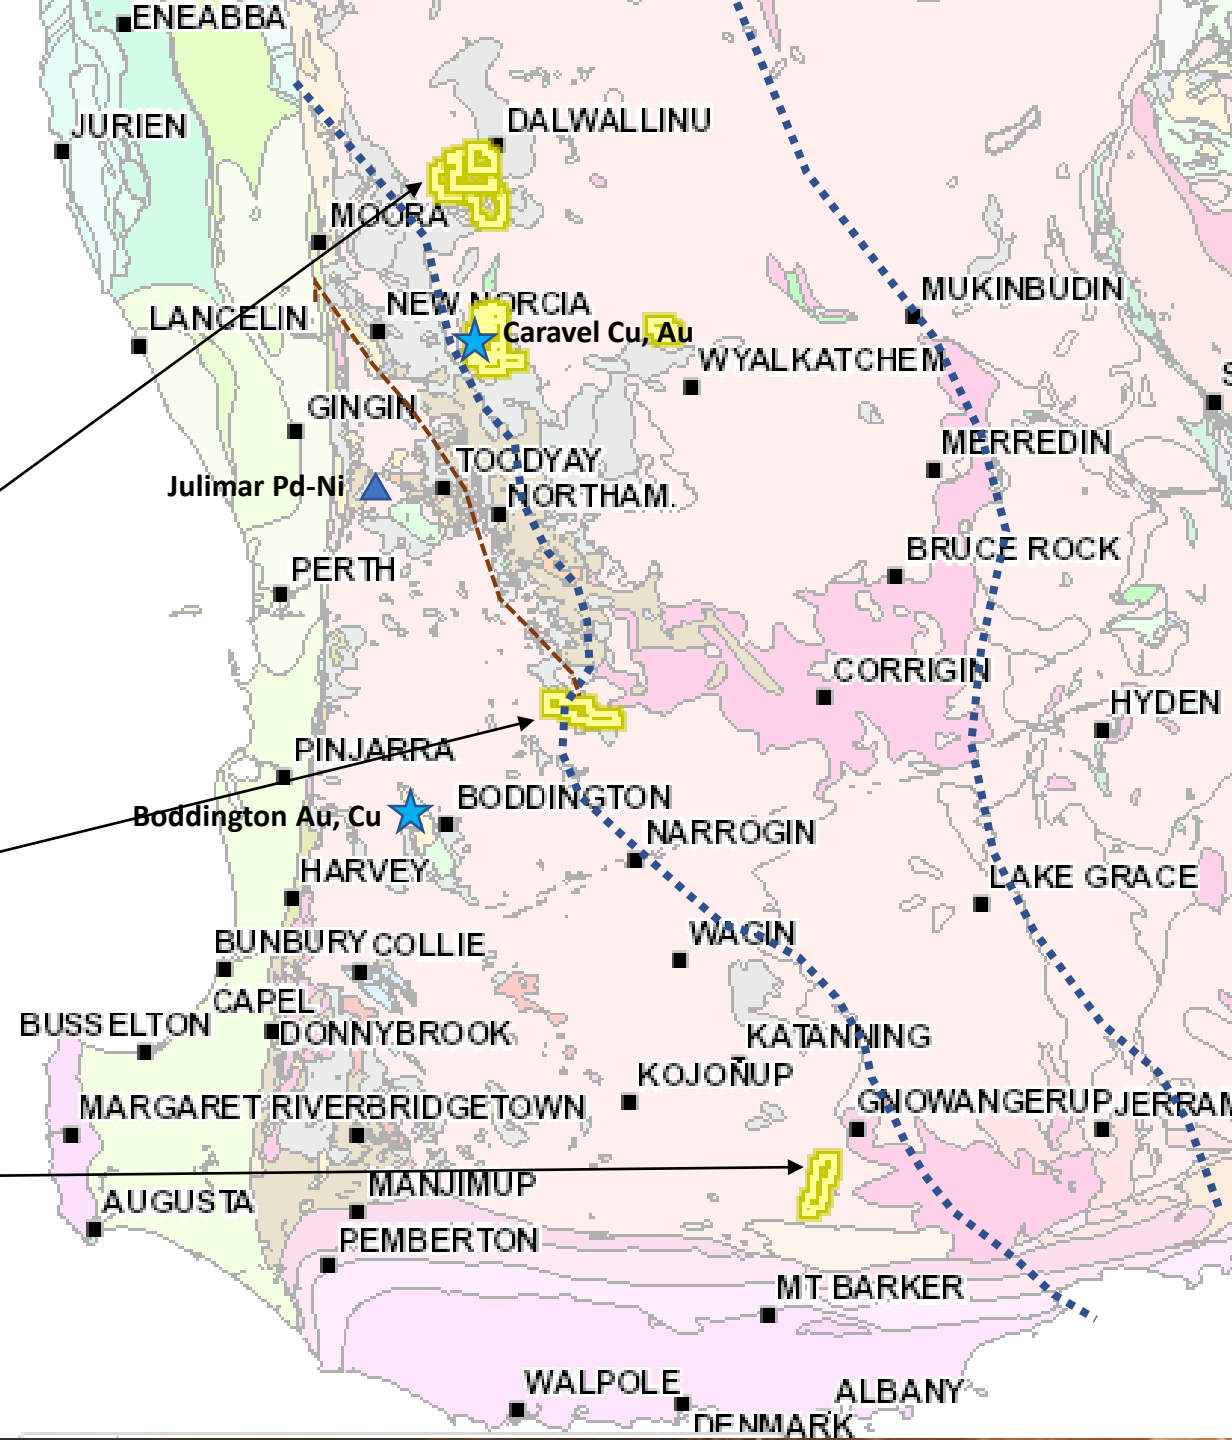 ENEABBA
DALWALLINU
JURIEN
MOORA
MUKINBUDIN
NEW NORCIA
LANCELIN
Caravel Cu, Au
WYALKATCHEM
S
GINGIN
MERREDIN
TOODYAY
Julimar Pd-Ni
NORTHAM.
BRUCE ROCK
PERTH
CORRIGIN
HYDEN
PINJARRA
BODDINGTON
Boddington Au, Cu
NARROGIN
HARVEY
LAKE GRACE
WAGIN
BUNBURY
COLLIE
CAPEL
BUSSELTON
DONNYBROOK
KATANNING
KOJONUP
MARGARET RIVER
BRIDGETOWN
GNOWANGERUP
JERRAM
MANJIMUP
AUGUSTA
PEMBERTON
MT BARKER
WALPOLE
ALBANY
DENMARK